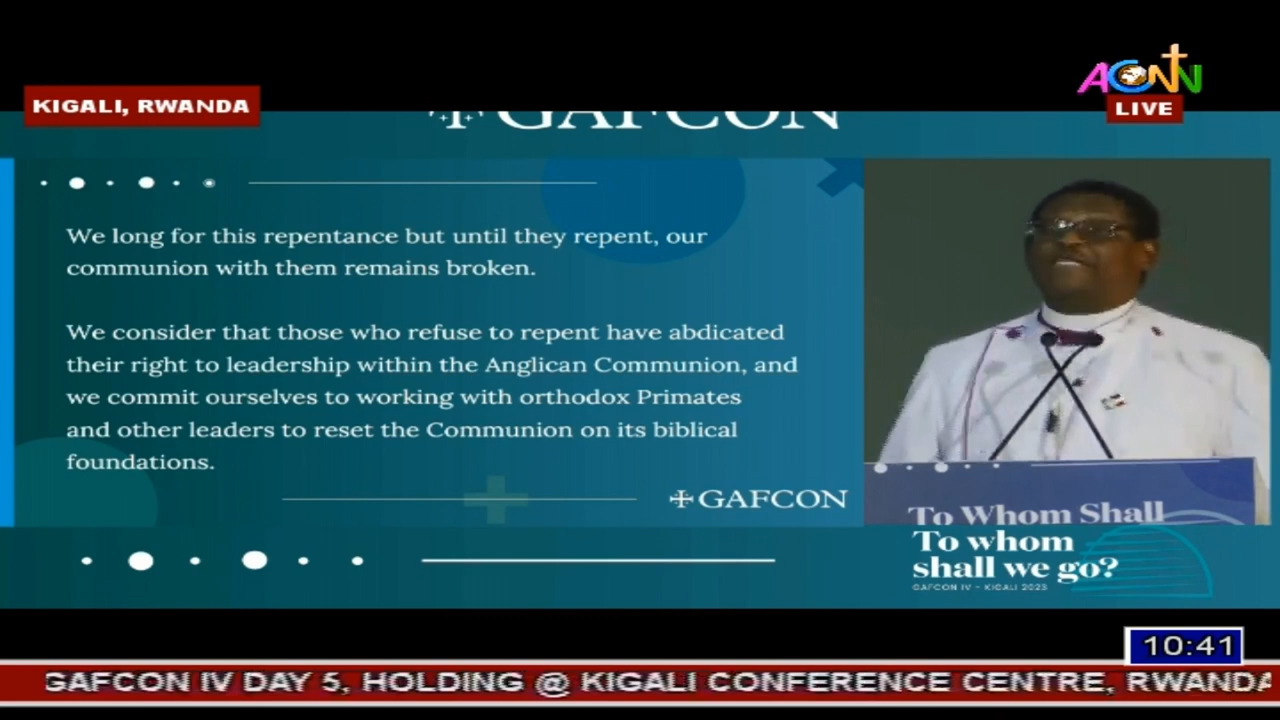 ACNN
KIGALI, RWANDA
LIVE
GAFCON
We long for this repentance but until they repent, our
communion with them remains broken.
We consider that those who refuse to repent have abdicated
their right to leadership within the Anglican Communion, and
we commit ourselves to working with orthodox Primates
and other leaders to reset the Communion on its biblical
foundations.
GAFCON
To Whom Shall
To whom
shall we go?
GAFCON IV - KIGALI 2023
10:41
GAFCON IV DAY 5, HOLDING @ KIGALI CONFERENCE CENTRE, RWANDA